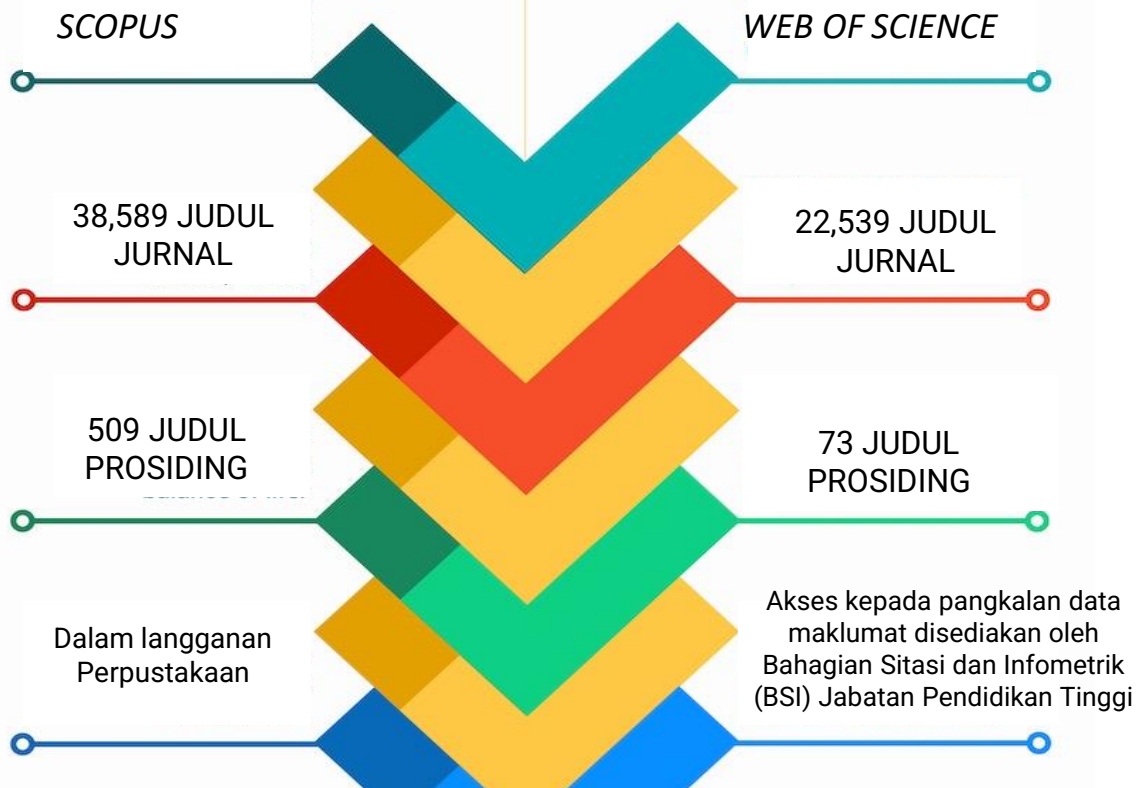 SCOPUS
WEB OF SCIENCE
38,589 JUDUL
JURNAL
22,539 JUDUL
JURNAL
509 JUDUL
PROSIDING
73 JUDUL
PROSIDING
Dalam langganan
Perpustakaan
Akses kepada pangkalan data
maklumat disediakan oleh
Bahagian Sitasi dan Infometrik
(BSI) Jabatan Pendidikan Tinggi